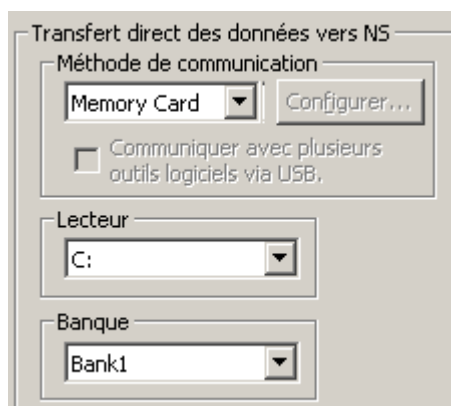 Transfert direct des données vers NS
Méthode de communication
Memory Card
Configurer...
Communiquer avec plusieurs
outils logiciels via USB.
Lecteur
C:
Banque
Bank1